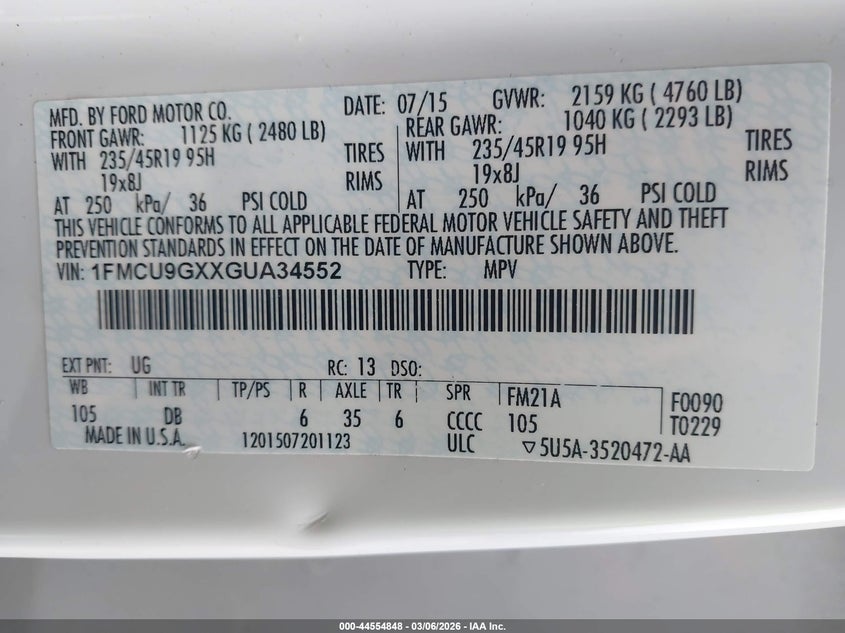 MFD. BY FORD MOTOR CO. DATE: 07/15 GVWR: 2159 KG ( 4760 LB)
FRONT GAWR: 1125 KG ( 2480 LB) REAR GAWR: 1040 KG ( 2293 LB)
WITH 235/45R19 95H TIRES WITH 235/45R19 95H TIRES
19x8J RIMS 19x8J RIMS
AT 250 kPa/ 36 PSI COLD AT 250 kPa/ 36 PSI COLD
THIS VEHICLE CONFORMS TO ALL APPLICABLE FEDERAL MOTOR VEHICLE SAFETY AND THEFT
PREVENTION STANDARDS IN EFFECT ON THE DATE OF MANUFACTURE SHOWN ABOVE.
VIN: 1FMCU9GXXGUA34552 TYPE: MPV
EXT PNT: UG RC: 13 DSO:
WB INT TR TP/PS R AXLE TR SPR FM21A F0090
105 DB 6 35 6 CCCC 105 T0229
MADE IN U.S.A. 1201507201123 ULC ▽5U5A-3520472-AA
000-44554848 - 03/06/2026 - IAA Inc.